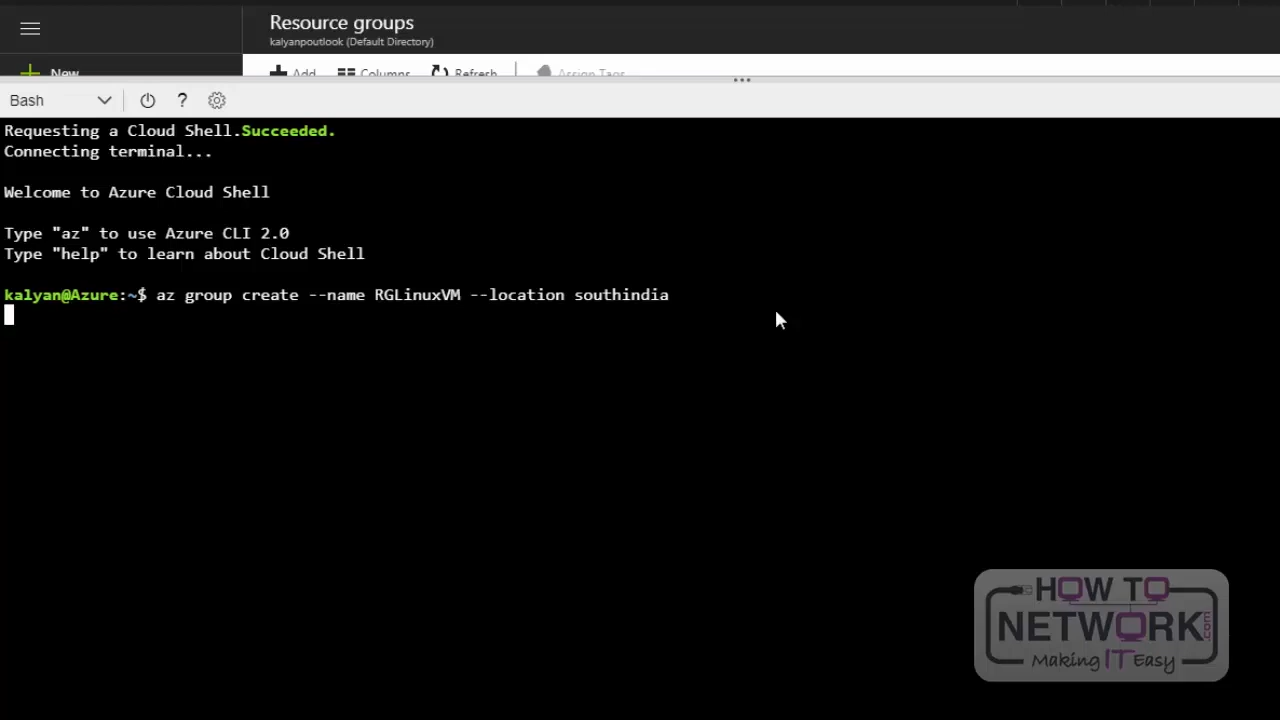 Resource groups
kalyanpoutlook (Default Directory)
New
Add Columns Refresh Assign Tags
Bash ?
Requesting a Cloud Shell.Succeeded.
Connecting terminal...
Welcome to Azure Cloud Shell
Type "az" to use Azure CLI 2.0
Type "help" to learn about Cloud Shell
kalyan@Azure:~$ az group create --name RGLinuxVM --location southindia
HOW TO
NETWORK.com
Making IT Easy